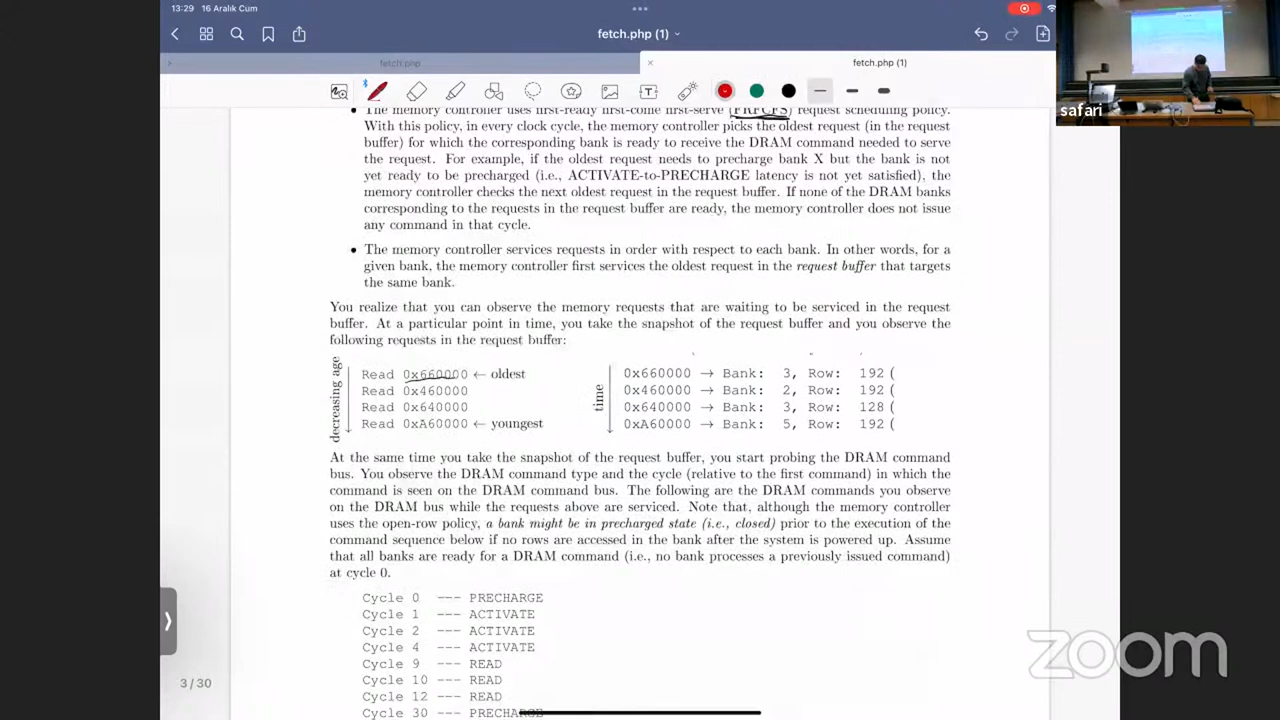 13:29 16 Aralık Cum
fetch.php (1)
fetch.php
fetch.php (1)
safari
• The memory controller uses first-ready first-come first-serve (FRFCFS) request scheduling policy.
With this policy, in every clock cycle, the memory controller picks the oldest request (in the request
buffer) for which the corresponding bank is ready to receive the DRAM command needed to serve
the request. For example, if the oldest request needs to precharge bank X but the bank is not
yet ready to be precharged (i.e., ACTIVATE-to-PRECHARGE latency is not yet satisfied), the
memory controller checks the next oldest request in the request buffer. If none of the DRAM banks
corresponding to the requests in the request buffer are ready, the memory controller does not issue
any command in that cycle.
• The memory controller services requests in order with respect to each bank. In other words, for a
given bank, the memory controller first services the oldest request in the request buffer that targets
the same bank.
You realize that you can observe the memory requests that are waiting to be serviced in the request
buffer. At a particular point in time, you take the snapshot of the request buffer and you observe the
following requests in the request buffer:
decreasing age
Read 0x660000 ← oldest
Read 0x460000
Read 0x640000
Read 0xA60000 ← youngest
time
0x660000 → Bank: 3, Row: 192 (
0x460000 → Bank: 2, Row: 192 (
0x640000 → Bank: 3, Row: 128 (
0xA60000 → Bank: 5, Row: 192 (
At the same time you take the snapshot of the request buffer, you start probing the DRAM command
bus. You observe the DRAM command type and the cycle (relative to the first command) in which the
command is seen on the DRAM command bus. The following are the DRAM commands you observe
on the DRAM bus while the requests above are serviced. Note that, although the memory controller
uses the open-row policy, a bank might be in precharged state (i.e., closed) prior to the execution of the
command sequence below if no rows are accessed in the bank after the system is powered up. Assume
that all banks are ready for a DRAM command (i.e., no bank processes a previously issued command)
at cycle 0.
Cycle 0 --- PRECHARGE
Cycle 1 --- ACTIVATE
Cycle 2 --- ACTIVATE
Cycle 4 --- ACTIVATE
Cycle 9 --- READ
Cycle 10 --- READ
Cycle 12 --- READ
Cycle 30 --- PRECHARGE
3 / 30
zoom